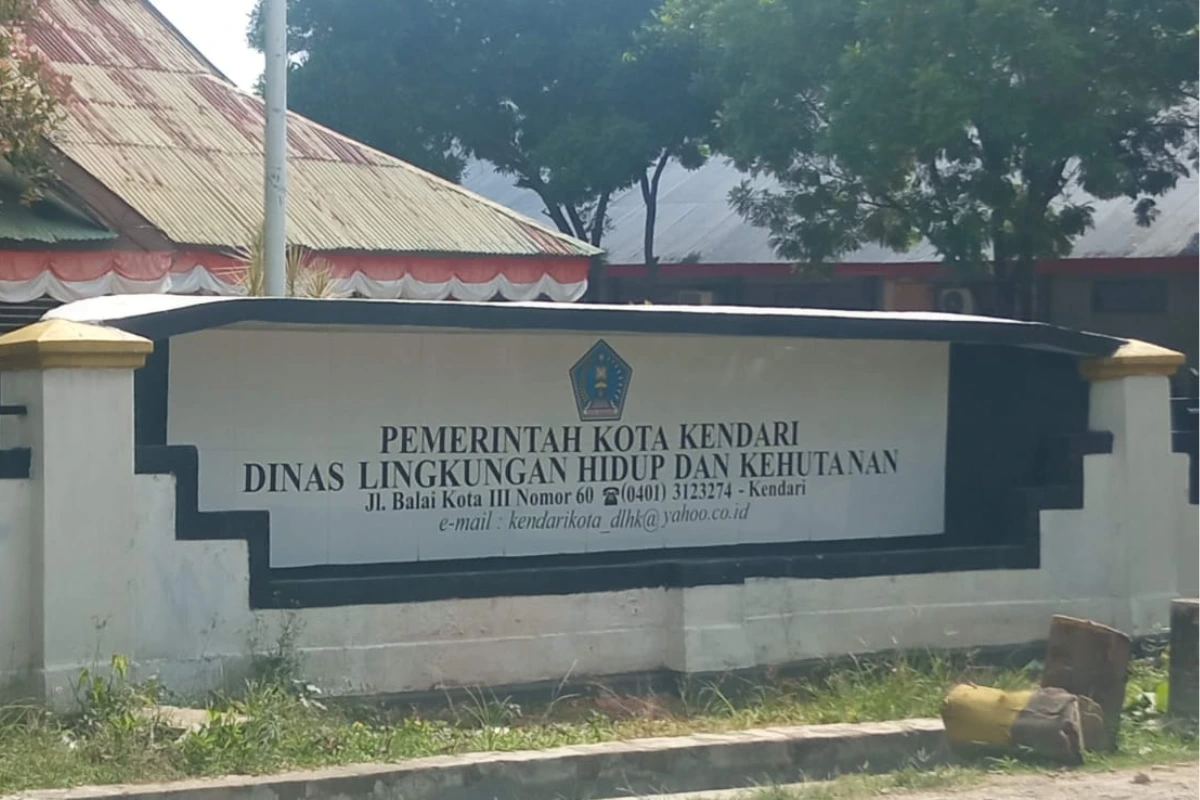 PEMERINTAH KOTA KENDARI
DINAS LINGKUNGAN HIDUP DAN KEHUTANAN
Jl. Balai Kota III Nomor 60 ☎(0401) 3123274 - Kendari
e-mail : kendarikota_dlhk@yahoo.co.id